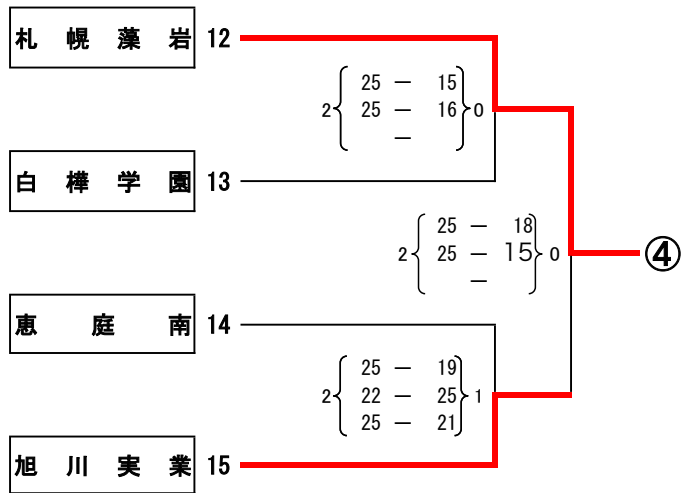 札幌藻岩 12
25 － 15
2 25 － 16 0
－
白樺学園 13
25 － 18
2 25 － 15 0 ④
－
恵庭南 14
25 － 19
2 22 － 25 1
25 － 21
旭川実業 15